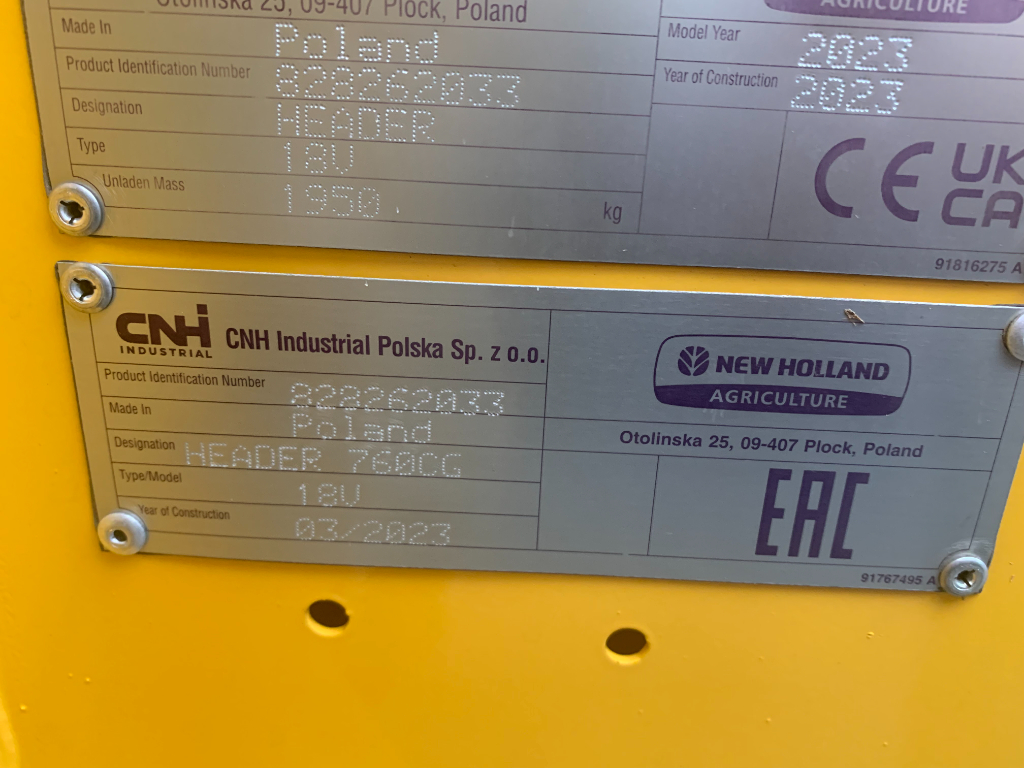 Otolinska 25, 09-407 Plock, Poland
AGRICULTURE
Made In Poland
Product Identification Number 828262033
Designation HEADER
Type 18V
Unladen Mass 1950 kg
Model Year 2023
Year of Construction 2023
CE UK CA
91816275 A
CNH INDUSTRIAL
CNH Industrial Polska Sp. z o.o.
Product Identification Number 828262033
Made In Poland
Designation HEADER 760CG
Type/Model 18V
Year of Construction 03/2023
NEW HOLLAND
AGRICULTURE
Otolinska 25, 09-407 Plock, Poland
EAC
91767495 A